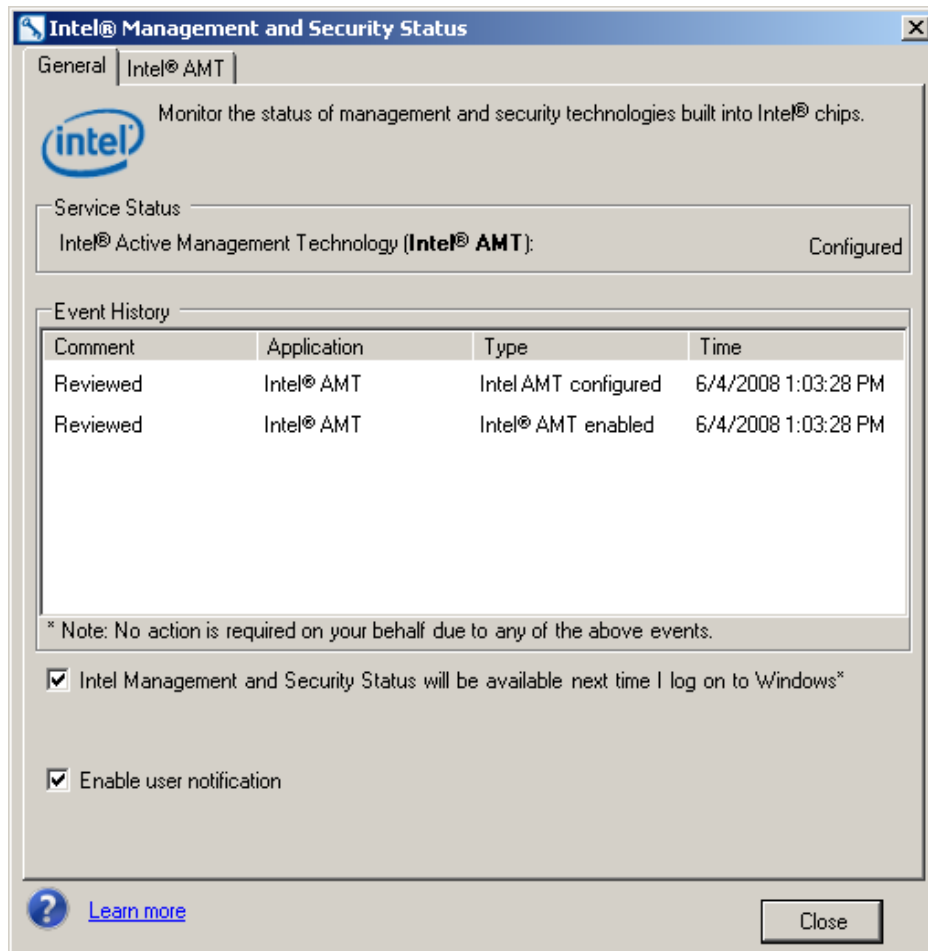 Intel® Management and Security Status
General Intel® AMT
intel Monitor the status of management and security technologies built into Intel® chips.
Service Status
Intel® Active Management Technology (Intel® AMT): Configured
Event History
Comment Application Type Time
Reviewed Intel® AMT Intel AMT configured 6/4/2008 1:03:28 PM
Reviewed Intel® AMT Intel® AMT enabled 6/4/2008 1:03:28 PM
* Note: No action is required on your behalf due to any of the above events.
Intel Management and Security Status will be available next time I log on to Windows*
Enable user notification
? Learn more Close